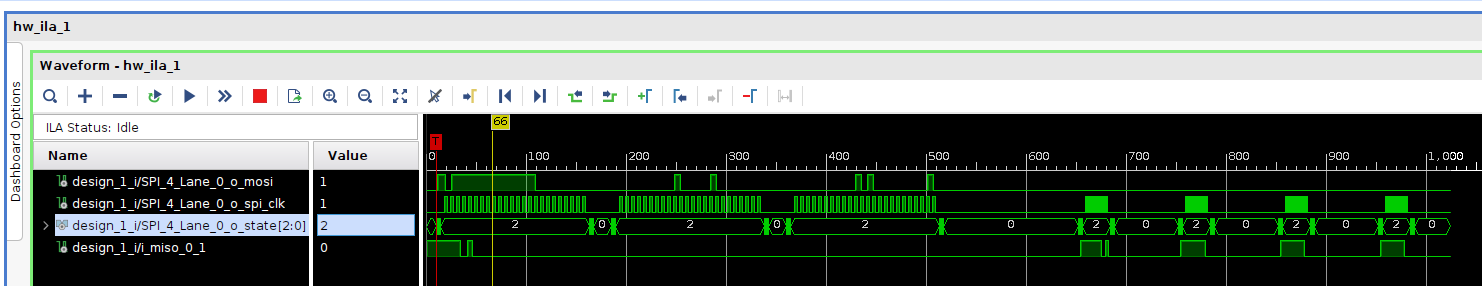 hw_ila_1
Dashboard Options
Waveform - hw_ila_1
ILA Status: Idle
Name Value
design_1_i/SPI_4_Lane_0_o_mosi 1
design_1_i/SPI_4_Lane_0_o_spi_clk 1
design_1_i/SPI_4_Lane_0_o_state[2:0] 2
design_1_i/i_miso_0_1 0
66
T
0 100 200 300 400 500 600 700 800 900 1,000
2 0 2 0 2 0 2 0 2 0 2 0 2 0